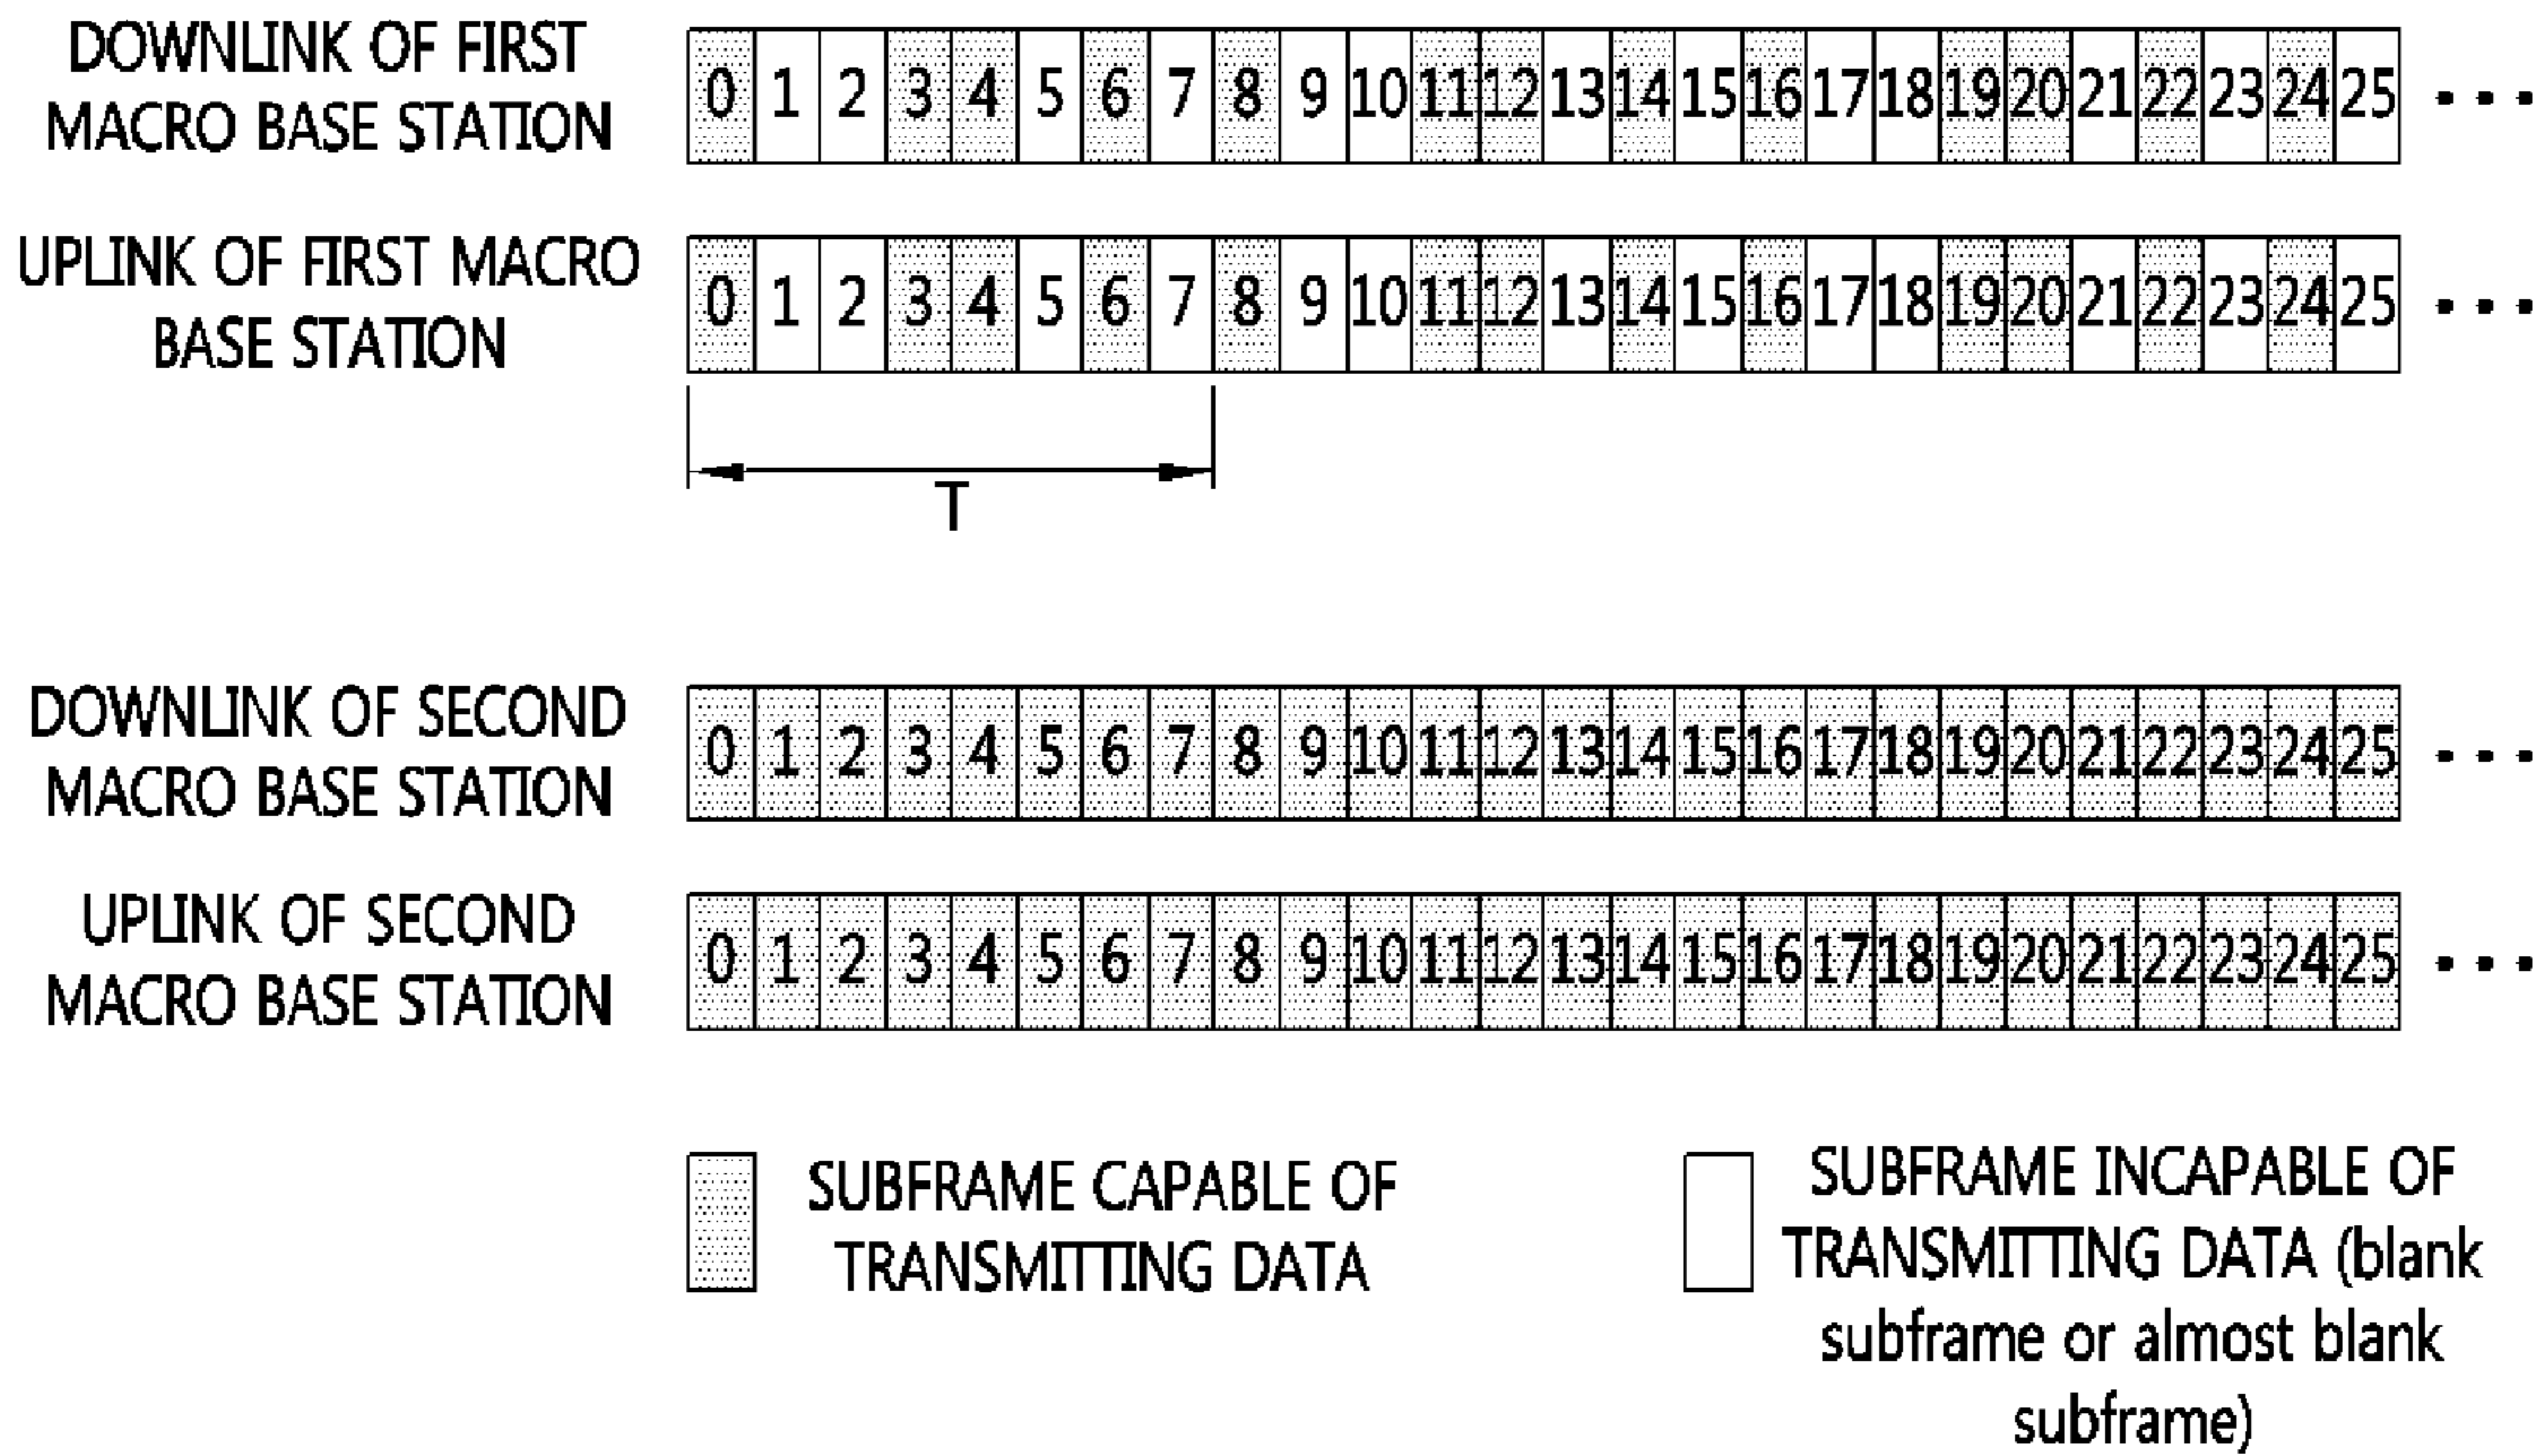 DOWNLINK OF FIRST
MACRO BASE STATION
0 1 2 3 4 5 6 7 8 9 10 11 12 13 14 15 16 17 18 19 20 21 22 23 24 25 ...
UPLINK OF FIRST MACRO
BASE STATION
0 1 2 3 4 5 6 7 8 9 10 11 12 13 14 15 16 17 18 19 20 21 22 23 24 25 ...
T
DOWNLINK OF SECOND
MACRO BASE STATION
0 1 2 3 4 5 6 7 8 9 10 11 12 13 14 15 16 17 18 19 20 21 22 23 24 25 ...
UPLINK OF SECOND
MACRO BASE STATION
0 1 2 3 4 5 6 7 8 9 10 11 12 13 14 15 16 17 18 19 20 21 22 23 24 25 ...
SUBFRAME CAPABLE OF
TRANSMITTING DATA
SUBFRAME INCAPABLE OF
TRANSMITTING DATA (blank
subframe or almost blank
subframe)